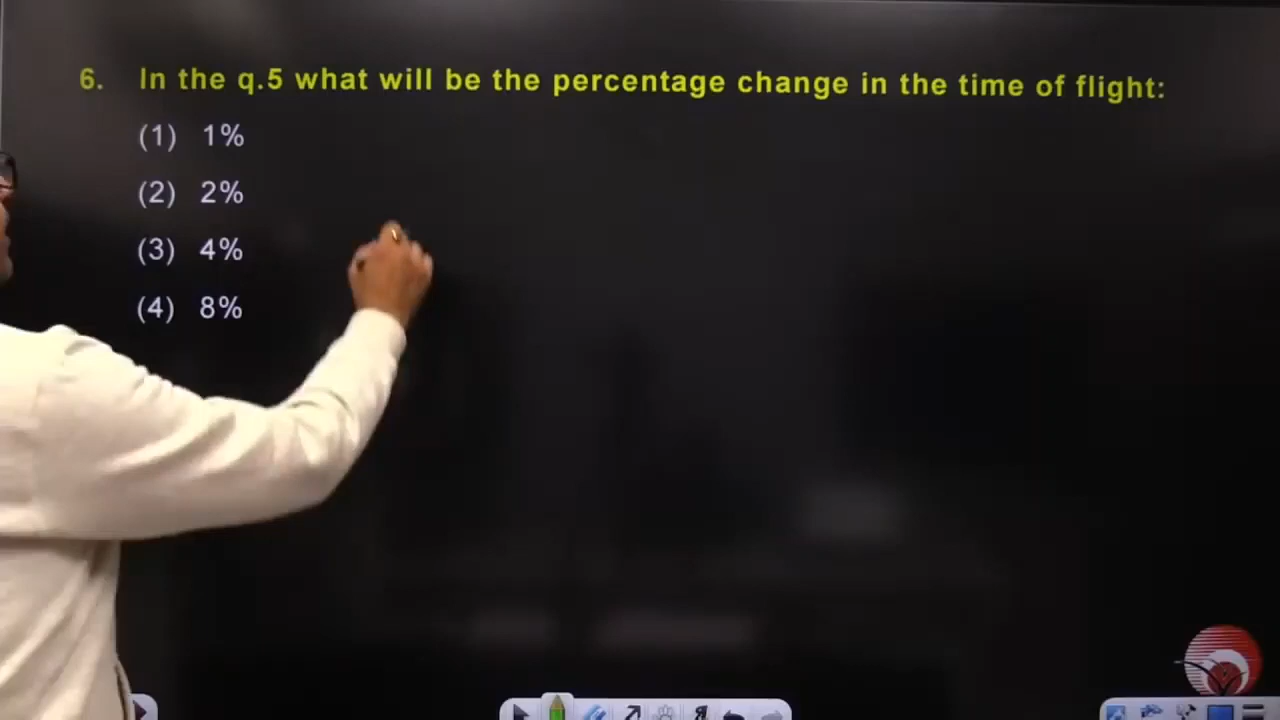 6. In the q.5 what will be the percentage change in the time of flight:
(1) 1%
(2) 2%
(3) 4%
(4) 8%